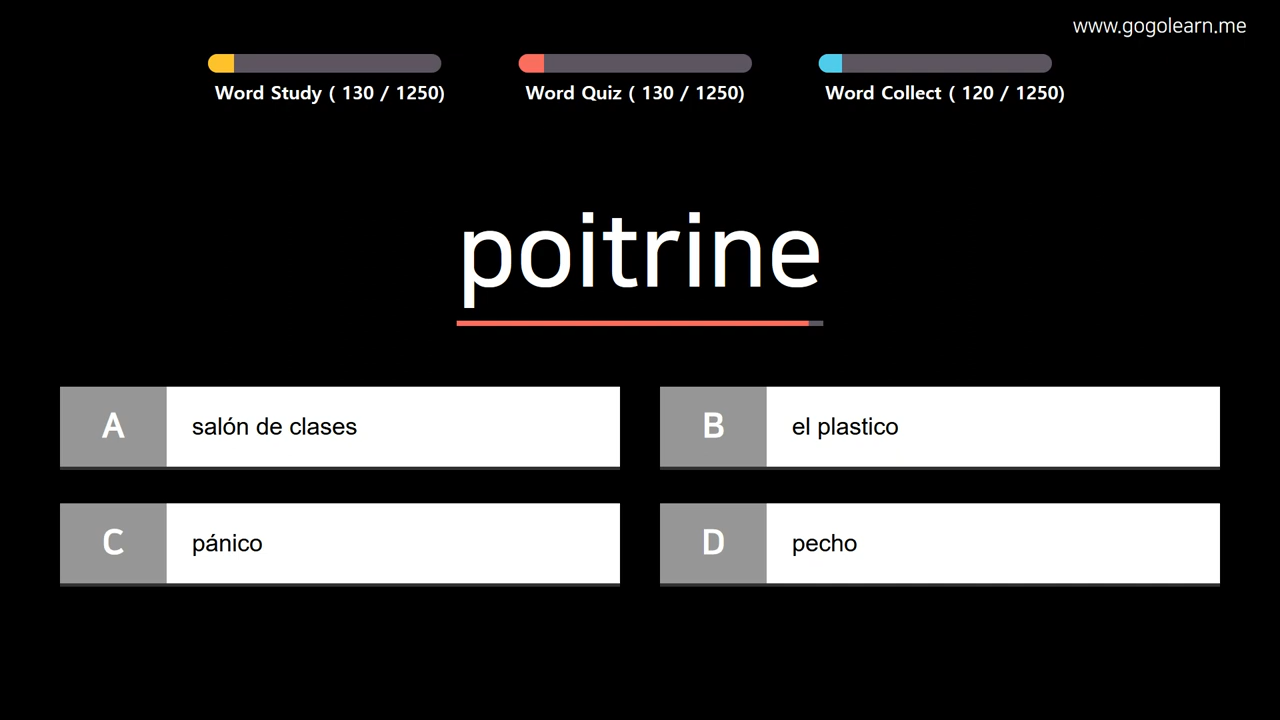 www.gogolearn.me
Word Study ( 130 / 1250)
Word Quiz ( 130 / 1250)
Word Collect ( 120 / 1250)
poitrine
A
salón de clases
B
el plastico
C
pánico
D
pecho